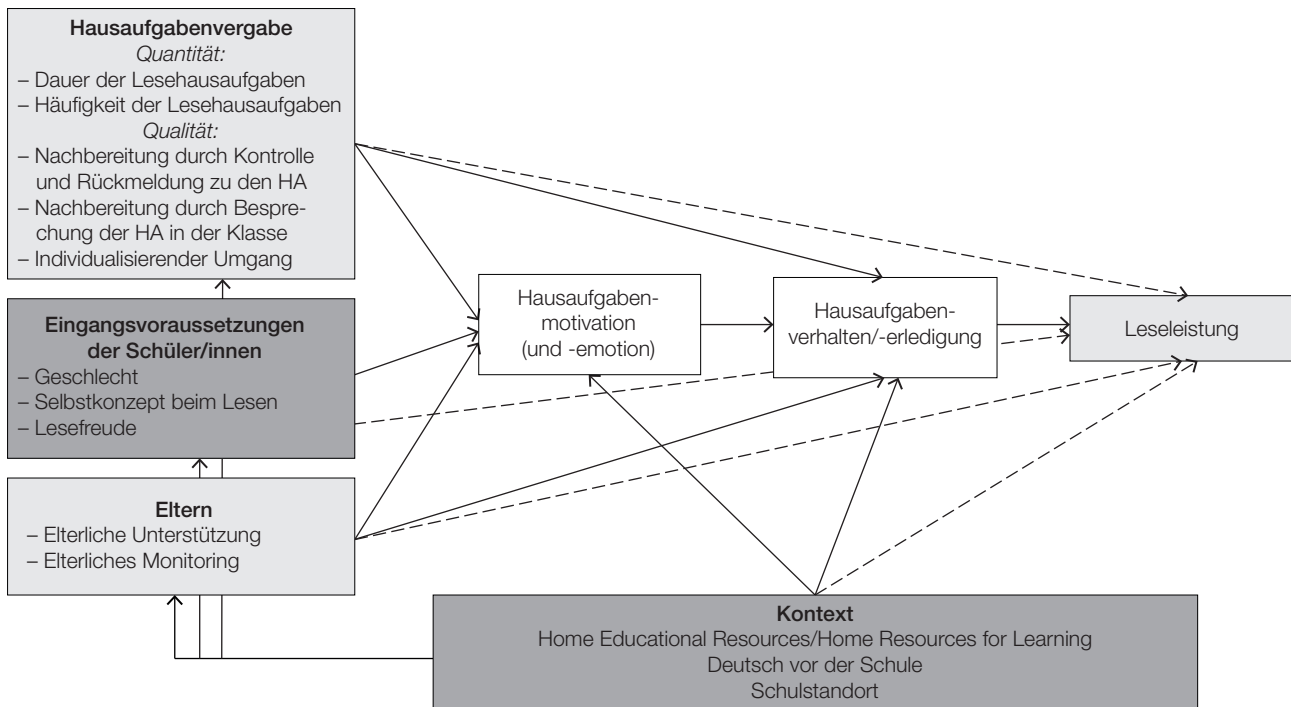 Hausaufgabenvergabe
Quantität:
– Dauer der Lesehausaufgaben
– Häufigkeit der Lesehausaufgaben
Qualität:
– Nachbereitung durch Kontrolle
und Rückmeldung zu den HA
– Nachbereitung durch Bespre-
chung der HA in der Klasse
– Individualisierender Umgang
Eingangsvoraussetzungen
der Schüler/innen
– Geschlecht
– Selbstkonzept beim Lesen
– Lesefreude
Eltern
– Elterliche Unterstützung
– Elterliches Monitoring
Hausaufgaben-
motivation
(und -emotion)
Hausaufgaben-
verhalten/-erledigung
Leseleistung
Kontext
Home Educational Resources/Home Resources for Learning
Deutsch vor der Schule
Schulstandort